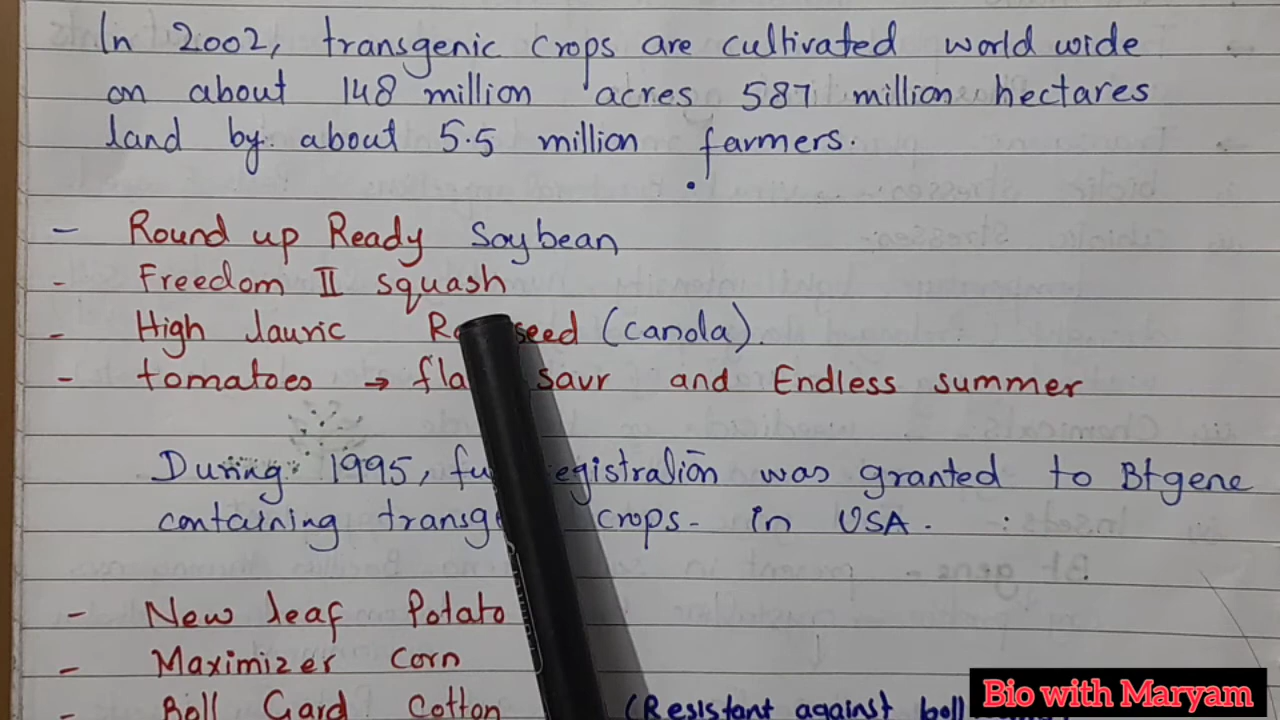 In 2002, transgenic crops are cultivated world wide
on about 148 million acres 587 million hectares
land by about 5.5 million farmers.
- Round up Ready Soybean
- Freedom II squash
- High lauric (canola).
- tomatoes → savr and Endless summer
During 1995, was granted to Bt gene
containing crops- in USA.
- New leaf Potato
- Maximizer Corn
- Boll Gard Cotton (Resistant against boll
Bio with Maryam